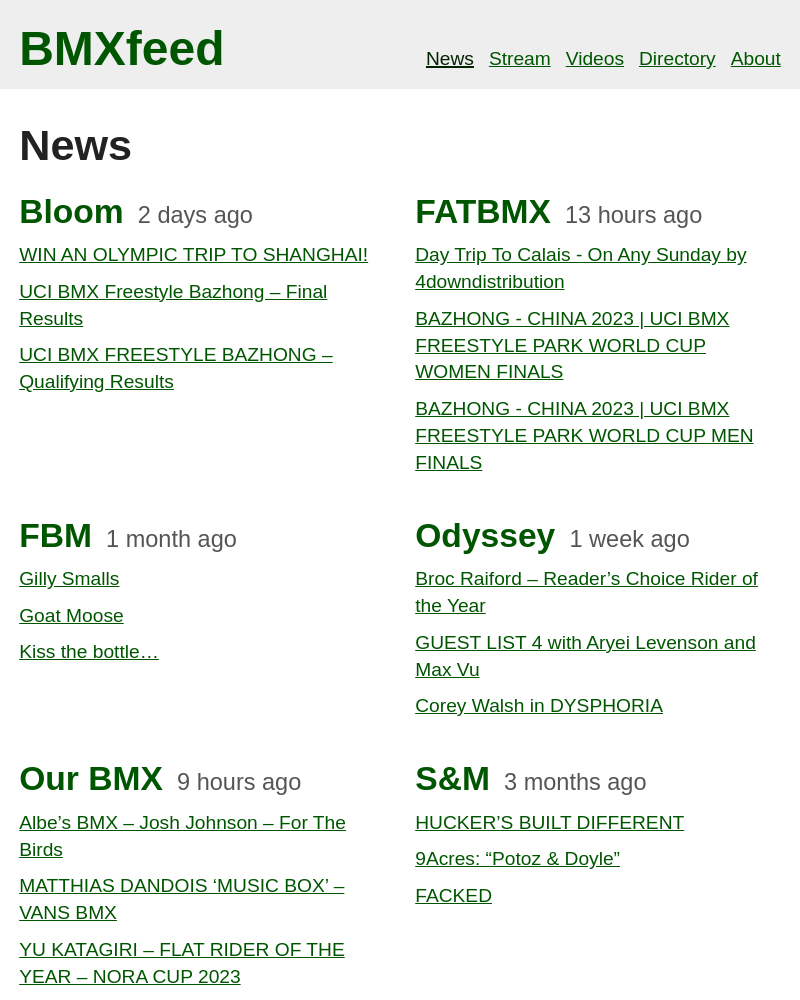 BMXfeed
News Stream Videos Directory About
News
Bloom 2 days ago
WIN AN OLYMPIC TRIP TO SHANGHAI!
UCI BMX Freestyle Bazhong – Final
Results
UCI BMX FREESTYLE BAZHONG –
Qualifying Results
FATBMX 13 hours ago
Day Trip To Calais - On Any Sunday by
4downdistribution
BAZHONG - CHINA 2023 | UCI BMX
FREESTYLE PARK WORLD CUP
WOMEN FINALS
BAZHONG - CHINA 2023 | UCI BMX
FREESTYLE PARK WORLD CUP MEN
FINALS
FBM 1 month ago
Gilly Smalls
Goat Moose
Kiss the bottle…
Odyssey 1 week ago
Broc Raiford – Reader’s Choice Rider of
the Year
GUEST LIST 4 with Aryei Levenson and
Max Vu
Corey Walsh in DYSPHORIA
Our BMX 9 hours ago
Albe’s BMX – Josh Johnson – For The
Birds
MATTHIAS DANDOIS ‘MUSIC BOX’ –
VANS BMX
YU KATAGIRI – FLAT RIDER OF THE
YEAR – NORA CUP 2023
S&M 3 months ago
HUCKER’S BUILT DIFFERENT
9Acres: “Potoz & Doyle”
FACKED